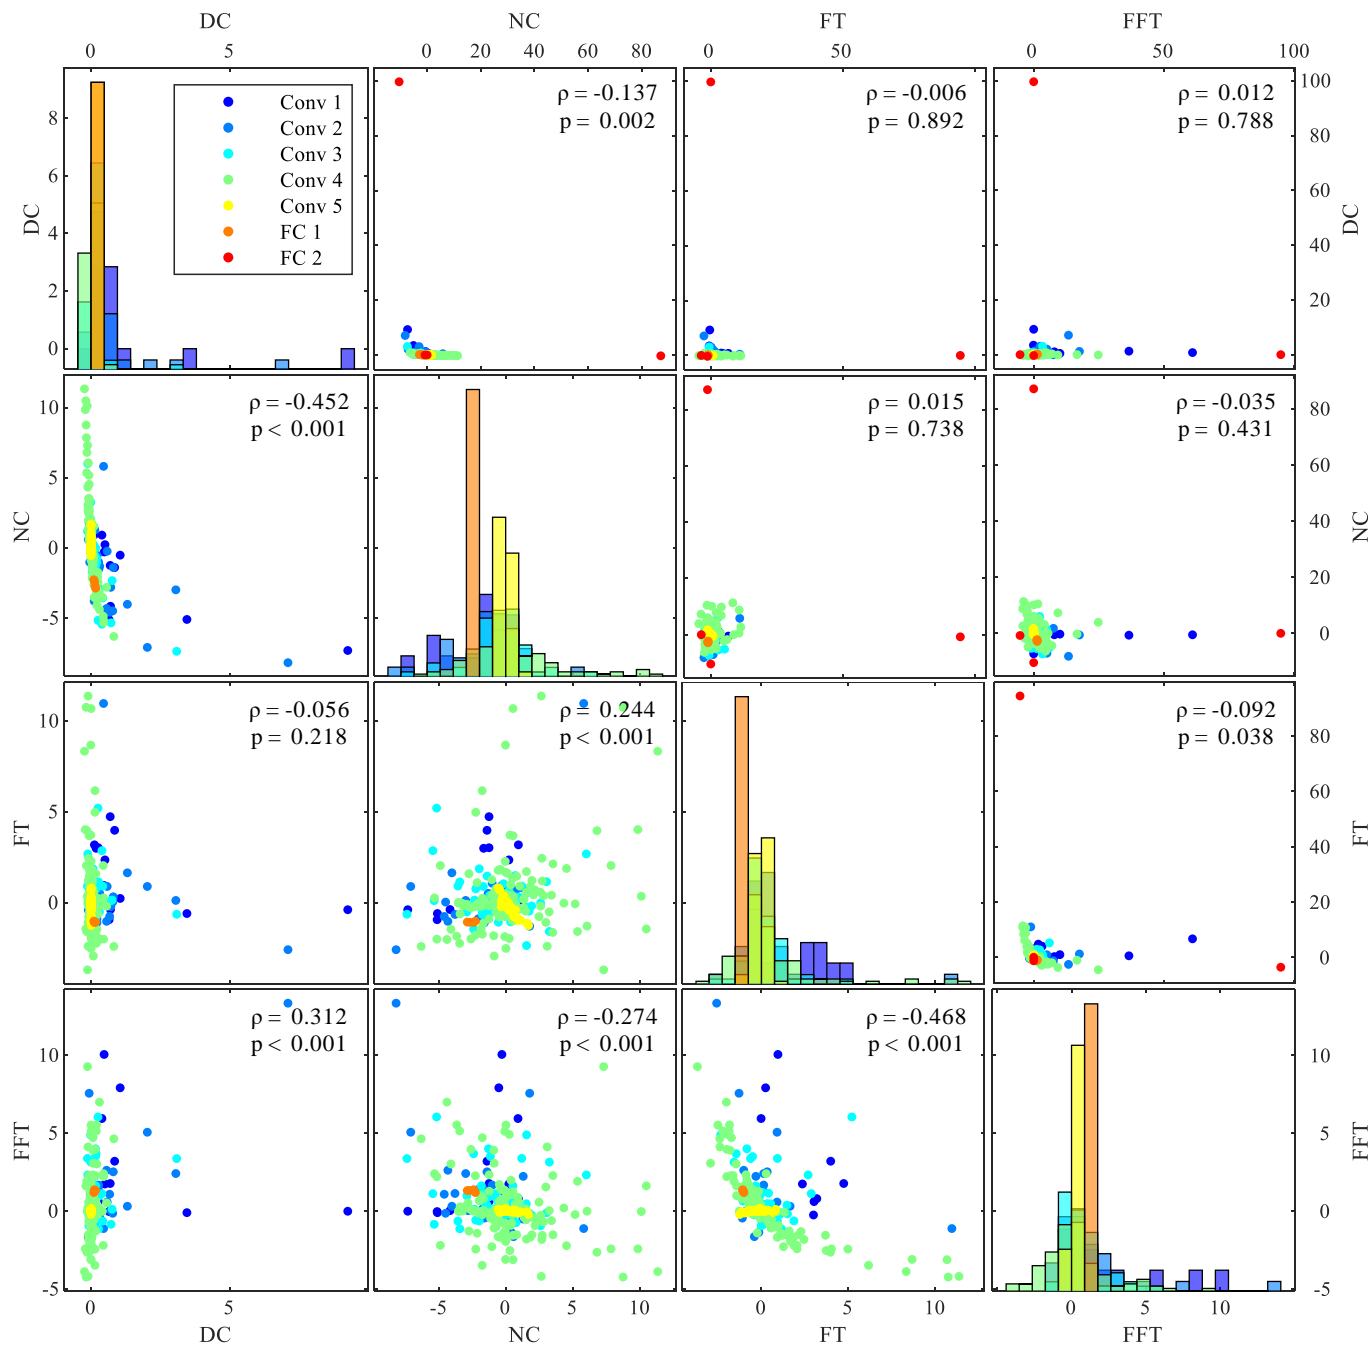 DC NC FT FFT
0 5 0 20 40 60 80 0 50 0 50 100
DC
8
6
4
2
0
Conv 1
Conv 2
Conv 3
Conv 4
Conv 5
FC 1
FC 2
ρ = -0.137
p = 0.002
ρ = -0.006
p = 0.892
ρ = 0.012
p = 0.788
100
80
60
40
20
0
DC
NC
10
5
0
-5
ρ = -0.452
p < 0.001
ρ = 0.015
p = 0.738
ρ = -0.035
p = 0.431
80
60
40
20
0
NC
FT
10
5
0
ρ = -0.056
p = 0.218
ρ = 0.244
p < 0.001
ρ = -0.092
p = 0.038
80
60
40
20
0
FT
FFT
10
5
0
-5
ρ = 0.312
p < 0.001
ρ = -0.274
p < 0.001
ρ = -0.468
p < 0.001
10
5
0
-5
FFT
0 5 -5 0 5 10 0 5 10 0 5 10
DC NC FT FFT